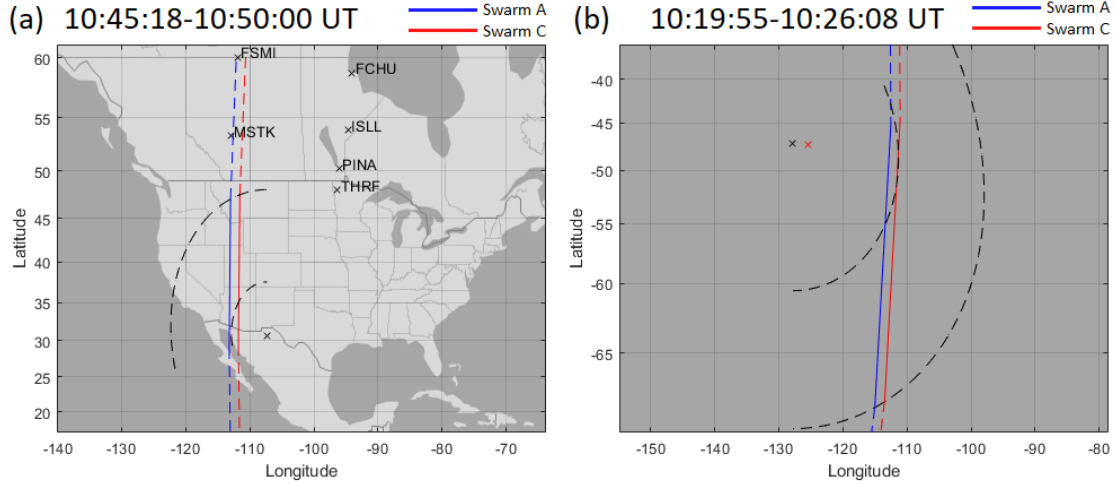 (a) 10:45:18-10:50:00 UT
Swarm A
Swarm C
60
55
50
45
40
35
30
25
20
Latitude
FSMI
FCHU
MSTK
ISLL
PINA
THRF
-140
-130
-120
-110
-100
-90
-80
-70
Longitude
(b) 10:19:55-10:26:08 UT
Swarm A
Swarm C
-40
-45
-50
-55
-60
-65
Latitude
-150
-140
-130
-120
-110
-100
-90
-80
Longitude